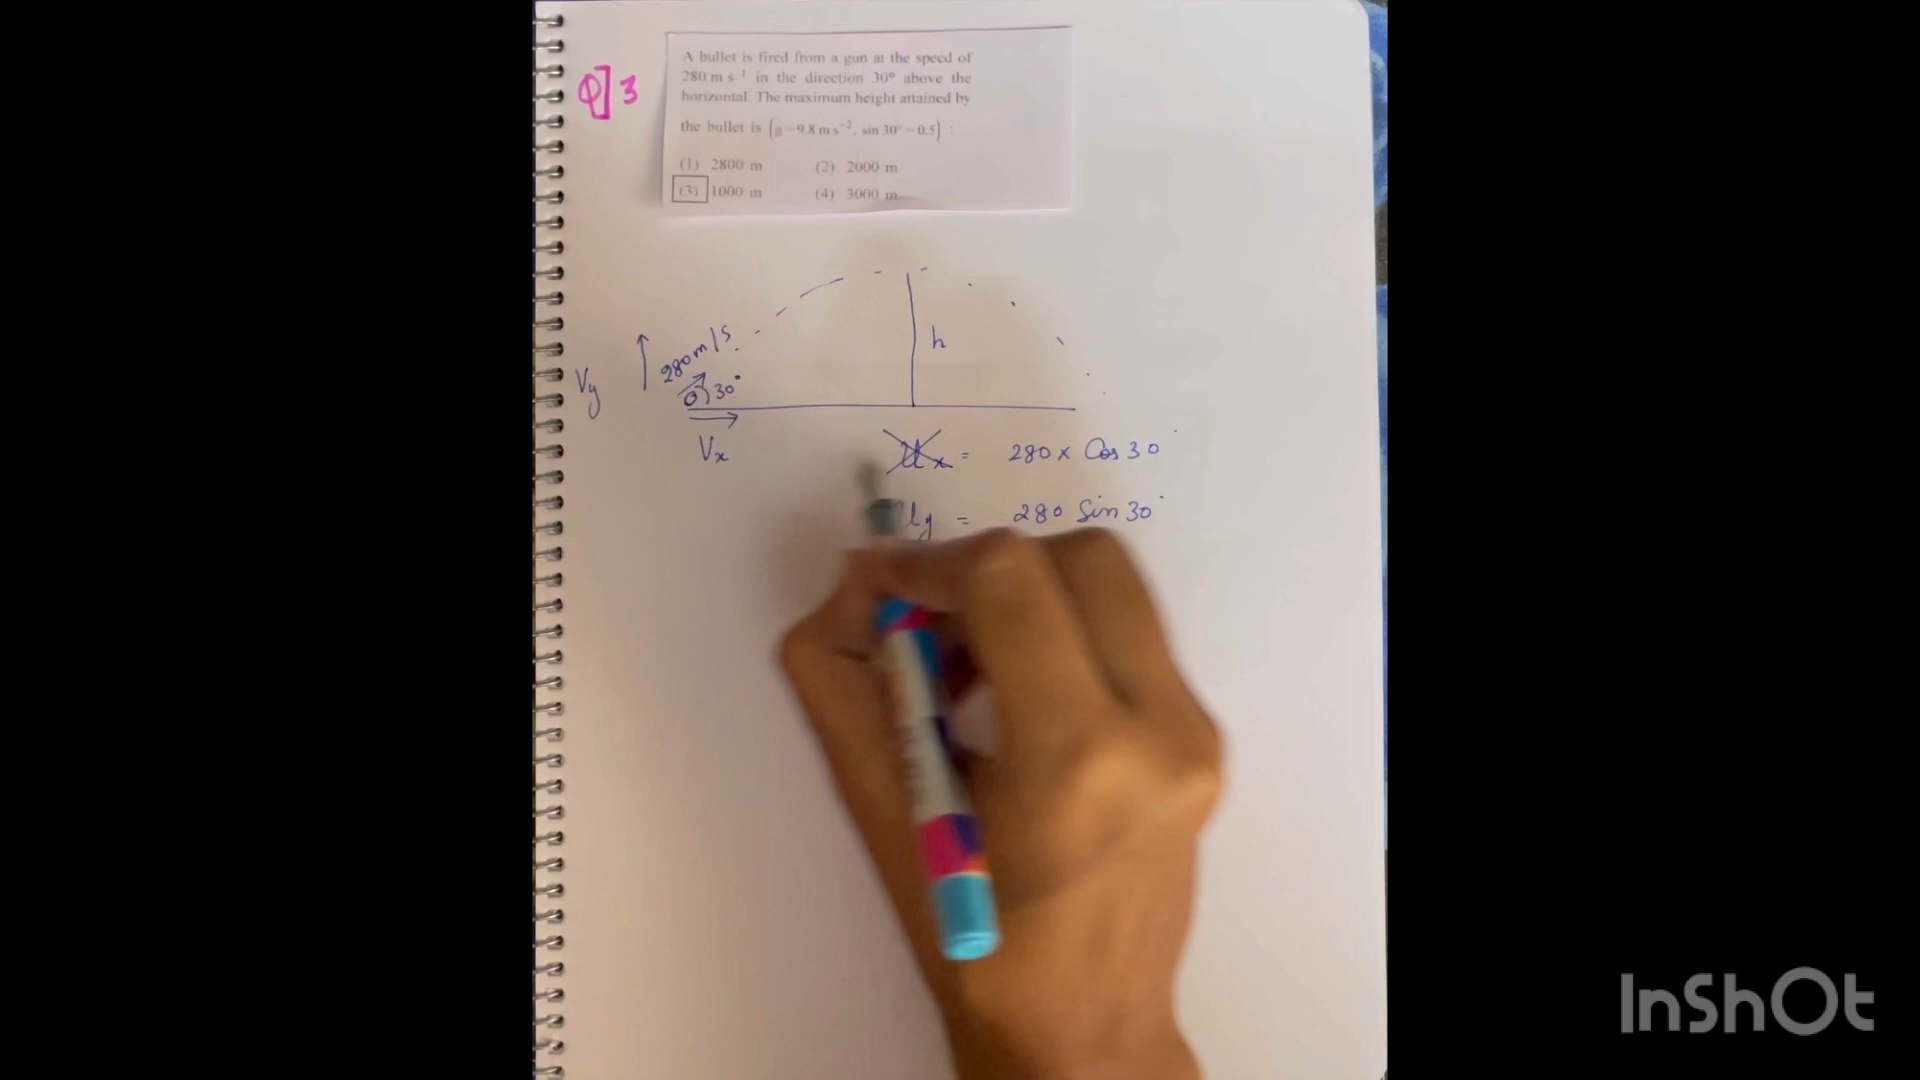 Q] 3
A bullet is fired from a gun at the speed of
280 m s⁻¹ in the direction 30° above the
horizontal. The maximum height attained by
the bullet is (g = 9.8 m s⁻², sin 30° = 0.5) :
(1) 2800 m (2) 2000 m
(3) 1000 m (4) 3000 m
280 m/s
h
Vy
θ 30°
Vx
Ux = 280 x Cos 30°
Uy = 280 Sin 30°
InShOt